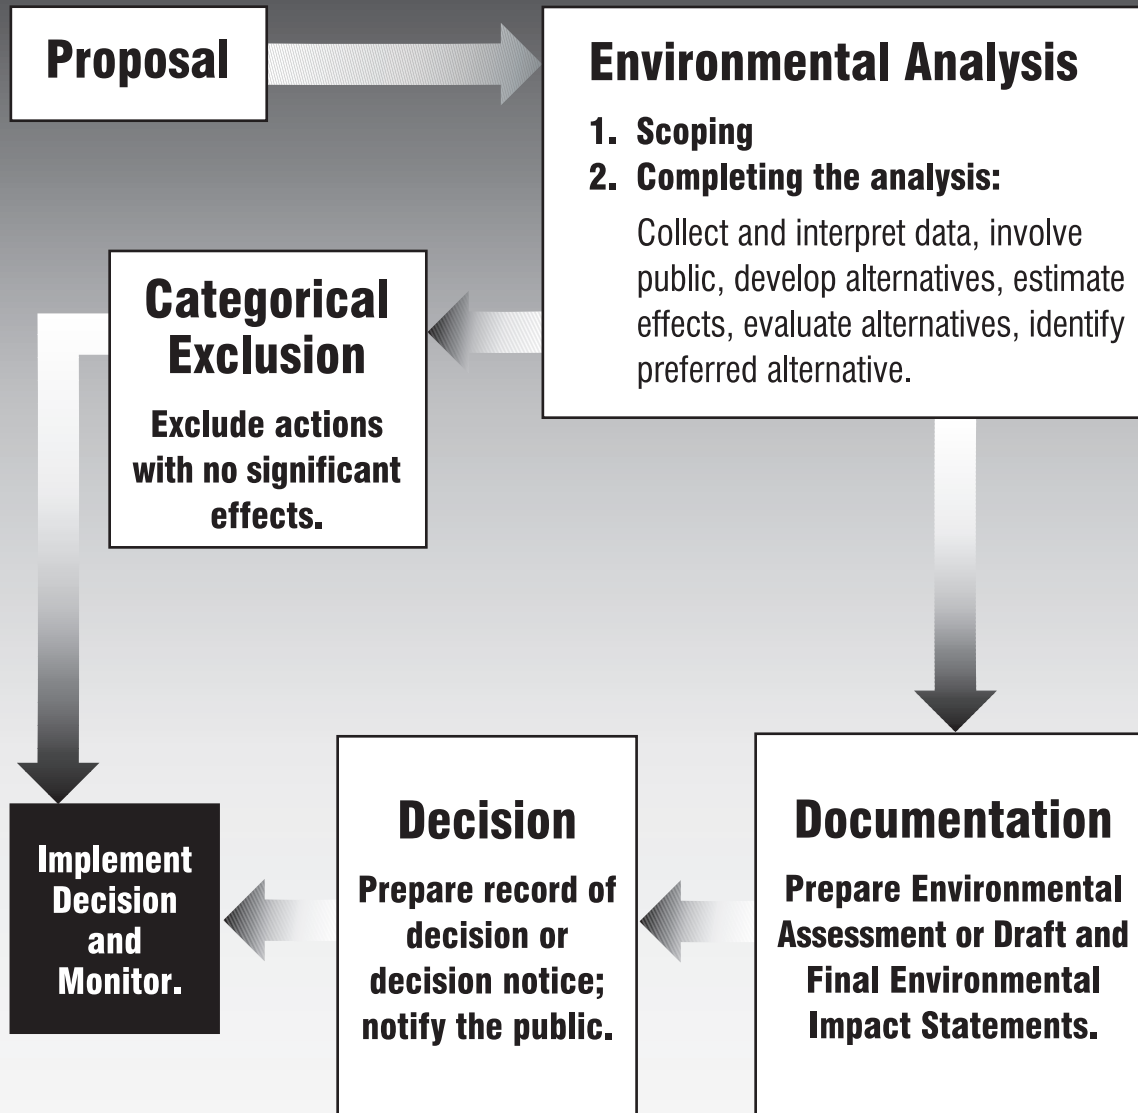 Proposal
Environmental Analysis
1. Scoping
2. Completing the analysis:
Collect and interpret data, involve
public, develop alternatives, estimate
effects, evaluate alternatives, identify
preferred alternative.
Categorical
Exclusion
Exclude actions
with no significant
effects.
Documentation
Prepare Environmental
Assessment or Draft and
Final Environmental
Impact Statements.
Decision
Prepare record of
decision or
decision notice;
notify the public.
Implement
Decision
and
Monitor.